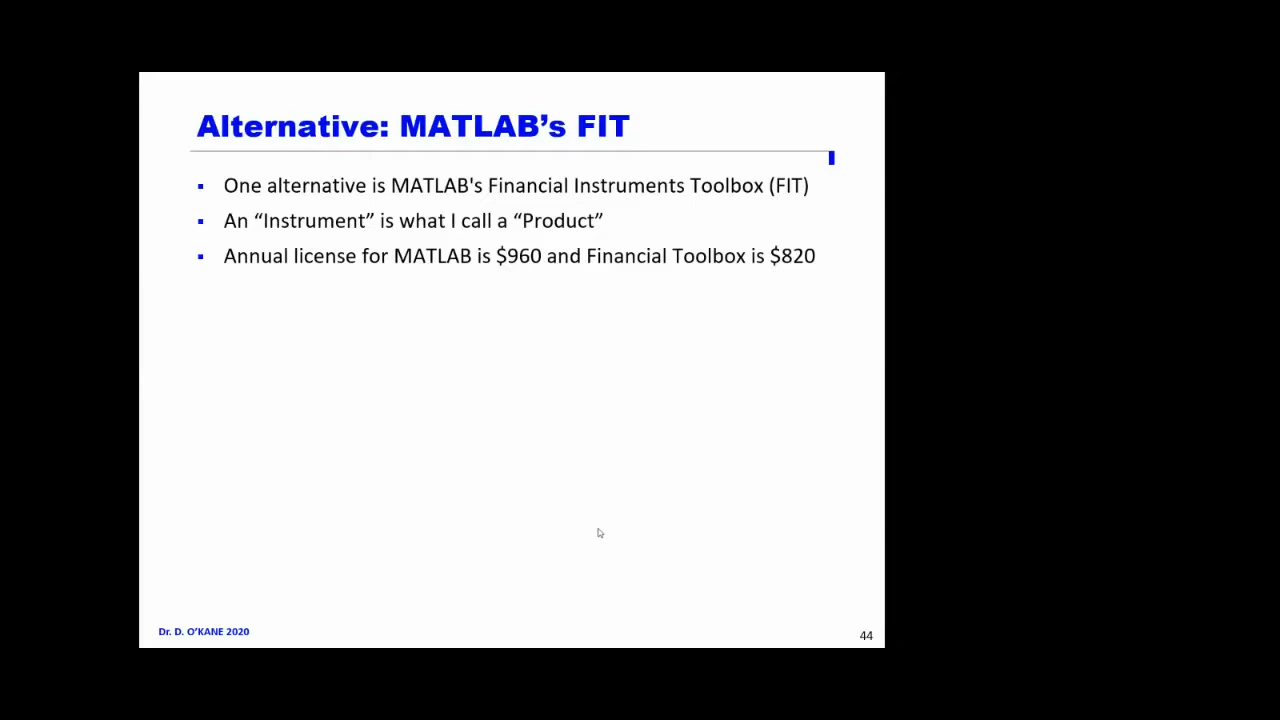 Alternative: MATLAB’s FIT
▪ One alternative is MATLAB's Financial Instruments Toolbox (FIT)
▪ An “Instrument” is what I call a “Product”
▪ Annual license for MATLAB is $960 and Financial Toolbox is $820
Dr. D. O’KANE 2020
44